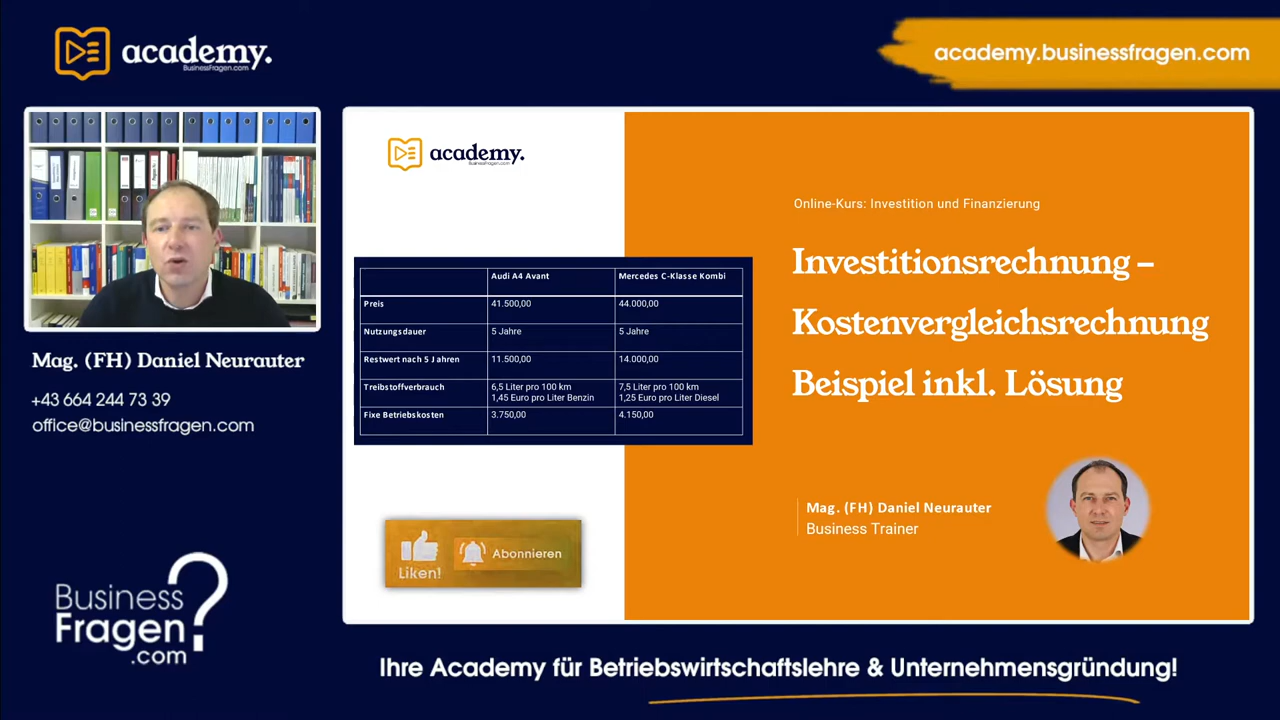 academy.
BusinessFragen.com
academy.businessfragen.com
Mag. (FH) Daniel Neurauter
+43 664 244 73 39
office@businessfragen.com
Business
Fragen
.com
?
academy.
BusinessFragen.com
Audi A4 Avant Mercedes C-Klasse Kombi
Preis 41.500,00 44.000,00
Nutzungsdauer 5 Jahre 5 Jahre
Restwert nach 5 Jahren 11.500,00 14.000,00
Treibstoffverbrauch 6,5 Liter pro 100 km 7,5 Liter pro 100 km
1,45 Euro pro Liter Benzin 1,25 Euro pro Liter Diesel
Fixe Betriebskosten 3.750,00 4.150,00
Liken!
Abonnieren
Online-Kurs: Investition und Finanzierung
Investitionsrechnung –
Kostenvergleichsrechnung
Beispiel inkl. Lösung
Mag. (FH) Daniel Neurauter
Business Trainer
Ihre Academy für Betriebswirtschaftslehre & Unternehmensgründung!